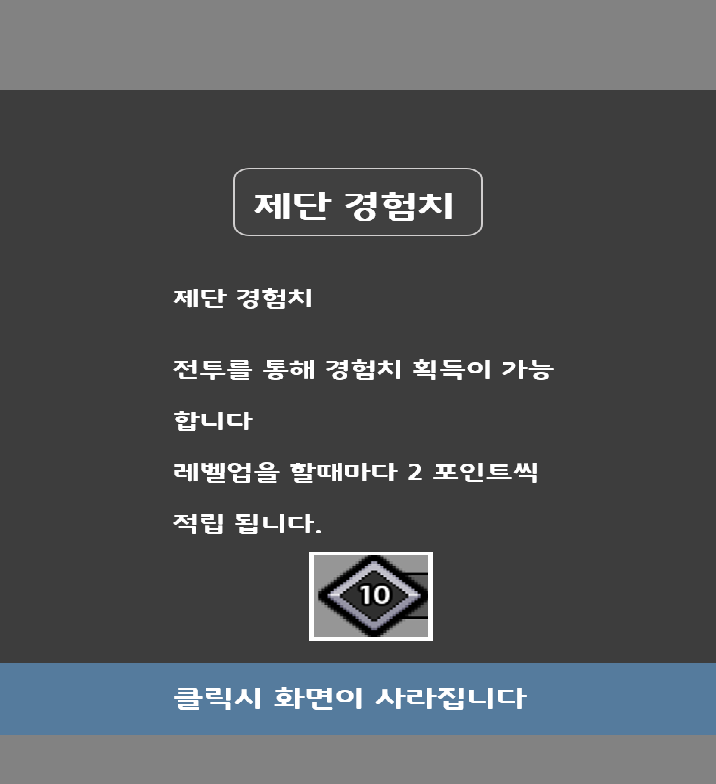 제단 경험치
제단 경험치
전투를 통해 경험치 획득이 가능
합니다
레벨업을 할때마다 2 포인트씩
적립 됩니다.
10
클릭시 화면이 사라집니다